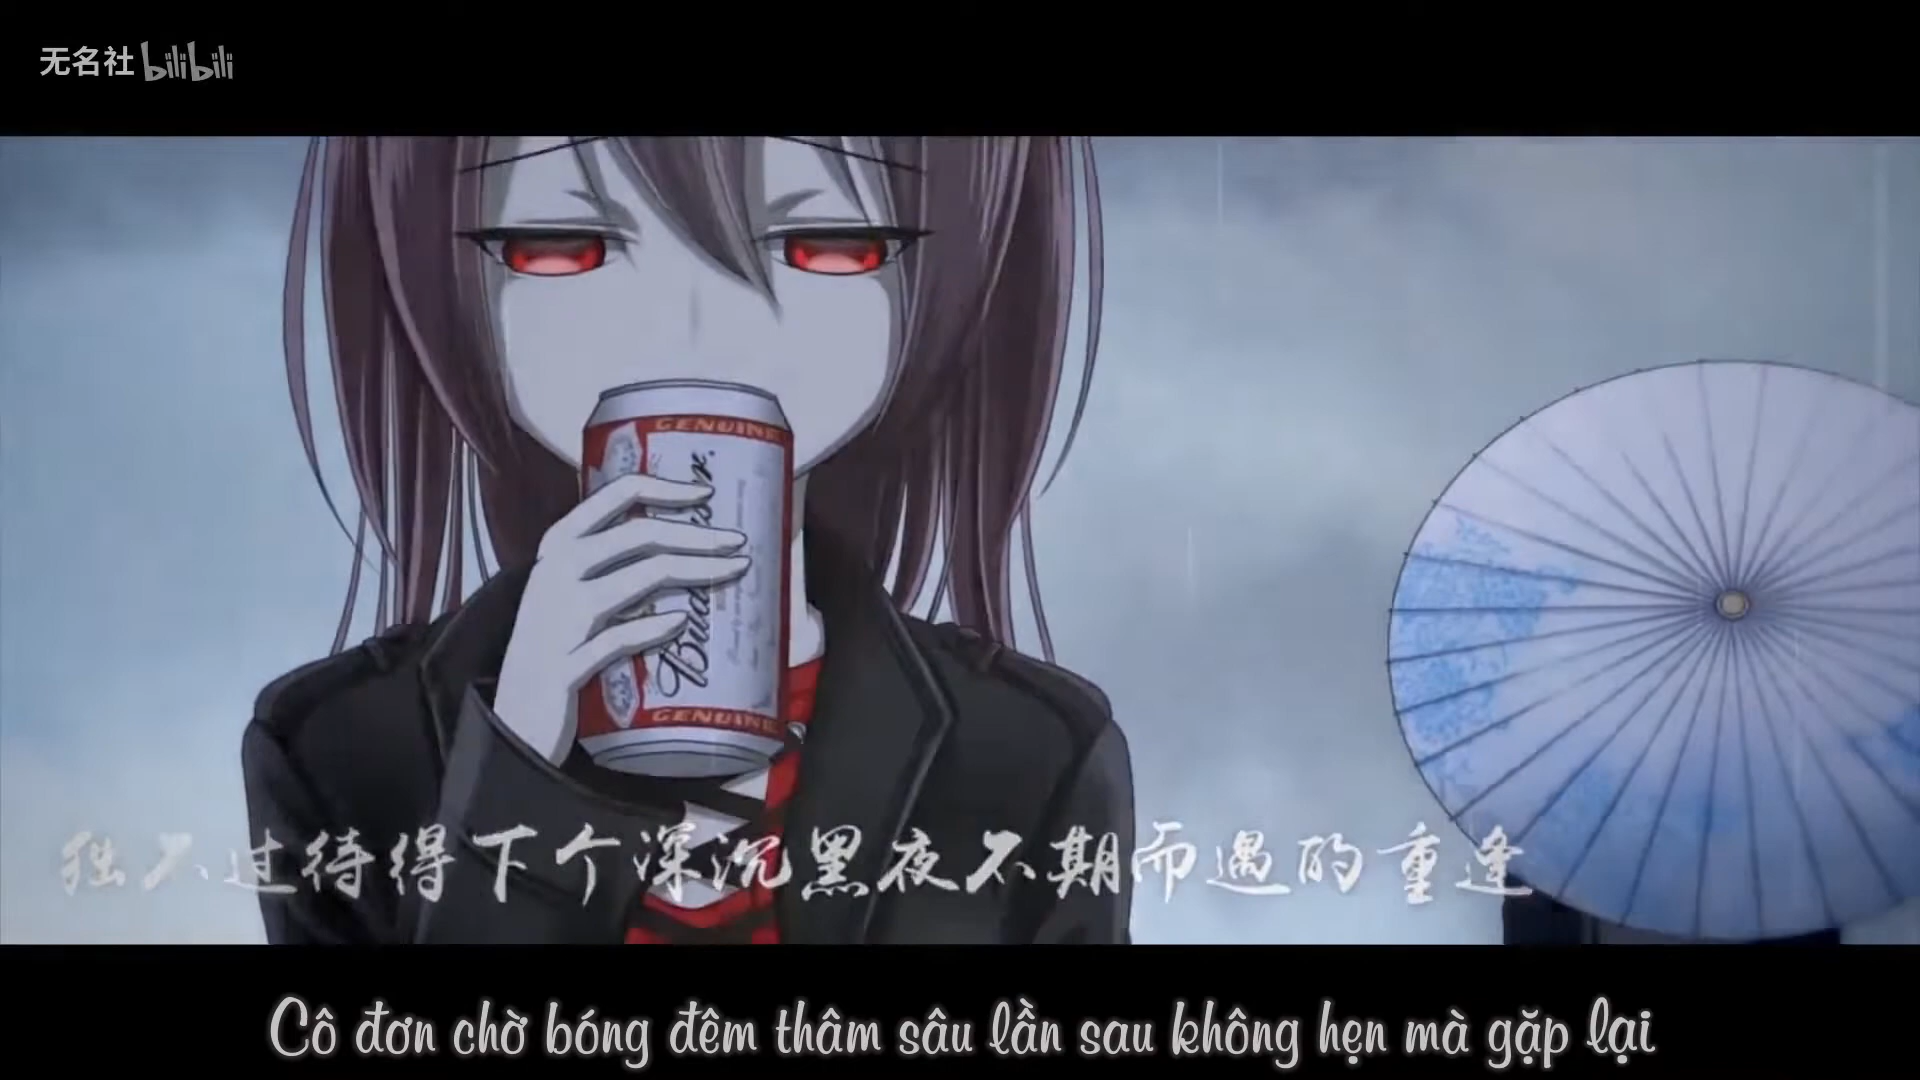 无名社 bilibili
GENUINE
Budweiser
GENUINE
独不过待得下个深沉黑夜不期而遇的重逢
Cô đơn chờ bóng đêm thâm sâu lần sau không hẹn mà gặp lại